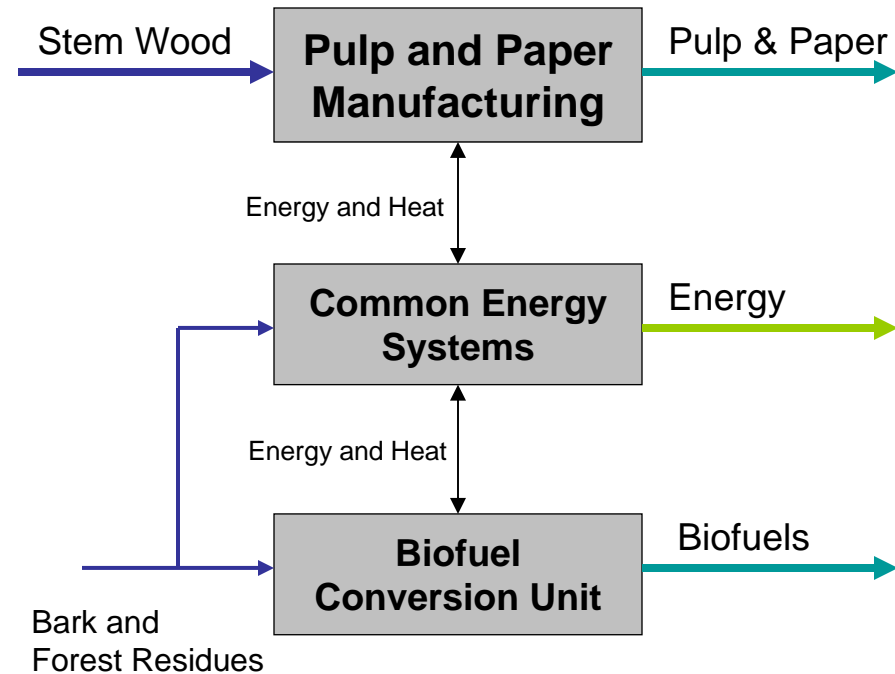 Stem Wood
Pulp and Paper
Manufacturing
Pulp & Paper
Energy and Heat
Common Energy
Systems
Energy
Energy and Heat
Biofuel
Conversion Unit
Biofuels
Bark and
Forest Residues